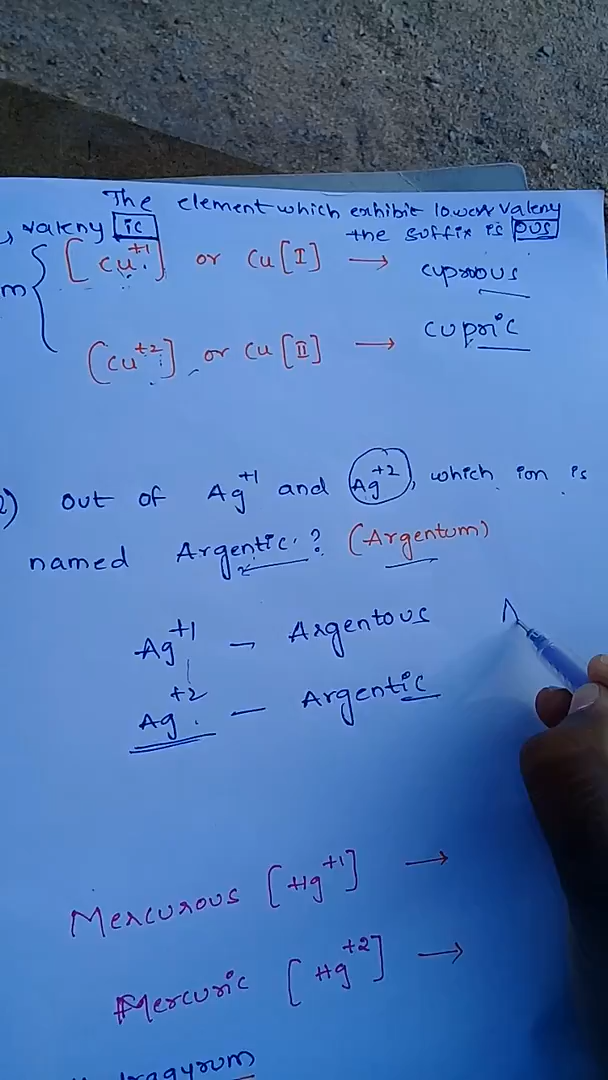 The element which exhibit lower valeny
valeny ic the suffix is ous
m [Cu+1] or Cu[I] → cuprous
(Cu+2] or Cu[II] → cupric
2) out of Ag+1 and Ag+2, which ion is
named Argentic? (Argentum)
Ag+1 - Argentous
Ag+2 - Argentic
Mercurous [Hg+1] →
Mercuric [Hg+2] →